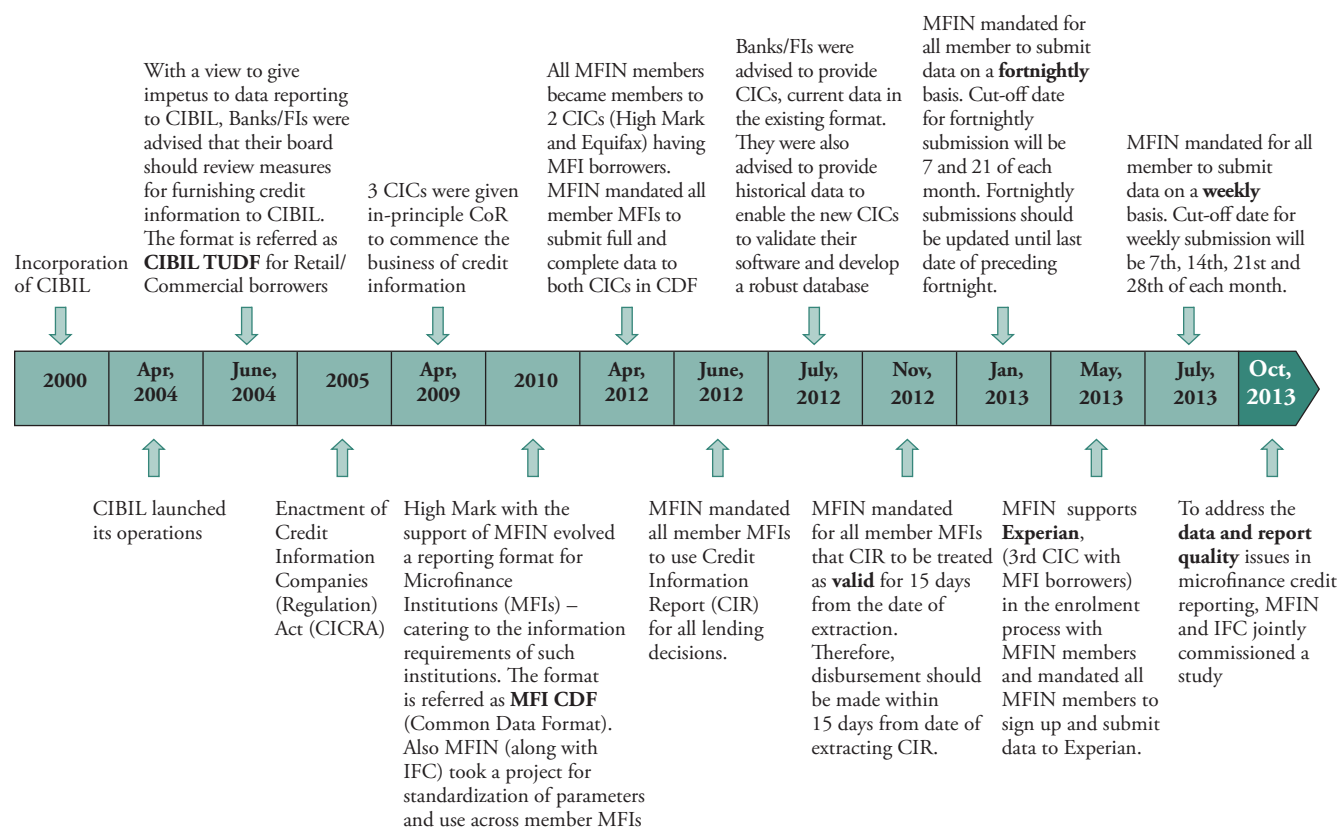 Incorporation
of CIBIL
With a view to give
impetus to data reporting
to CIBIL, Banks/FIs were
advised that their board
should review measures
for furnishing credit
information to CIBIL.
The format is referred as
CIBIL TUDF for Retail/
Commercial borrowers
3 CICs were given
in-principle CoR
to commence the
business of credit
information
All MFIN members
became members to
2 CICs (High Mark
and Equifax) having
MFI borrowers.
MFIN mandated all
member MFIs to
submit full and
complete data to
both CICs in CDF
Banks/FIs were
advised to provide
CICs, current data in
the existing format.
They were also
advised to provide
historical data to
enable the new CICs
to validate their
software and develop
a robust database
MFIN mandated for
all member to submit
data on a fortnightly
basis. Cut-off date
for fortnightly
submission will be
7 and 21 of each
month. Fortnightly
submissions should
be updated until last
date of preceding
fortnight.
MFIN mandated for all
member to submit
data on a weekly
basis. Cut-off date for
weekly submission will
be 7th, 14th, 21st and
28th of each month.
2000
Apr,
2004
June,
2004
2005
Apr,
2009
2010
Apr,
2012
June,
2012
July,
2012
Nov,
2012
Jan,
2013
May,
2013
July,
2013
Oct,
2013
CIBIL launched
its operations
Enactment of
Credit
Information
Companies
(Regulation)
Act (CICRA)
High Mark with the
support of MFIN evolved
a reporting format for
Microfinance
Institutions (MFIs) –
catering to the information
requirements of such
institutions. The format
is referred as MFI CDF
(Common Data Format).
Also MFIN (along with
IFC) took a project for
standardization of parameters
and use across member MFIs
MFIN mandated
all member MFIs
to use Credit
Information
Report (CIR)
for all lending
decisions.
MFIN mandated
for all member MFIs
that CIR to be treated
as valid for 15 days
from the date of
extraction.
Therefore,
disbursement should
be made within
15 days from date of
extracting CIR.
MFIN supports
Experian,
(3rd CIC with
MFI borrowers)
in the enrolment
process with
MFIN members
and mandated all
MFIN members to
sign up and submit
data to Experian.
To address the
data and report
quality issues in
microfinance credit
reporting, MFIN
and IFC jointly
commissioned a
study